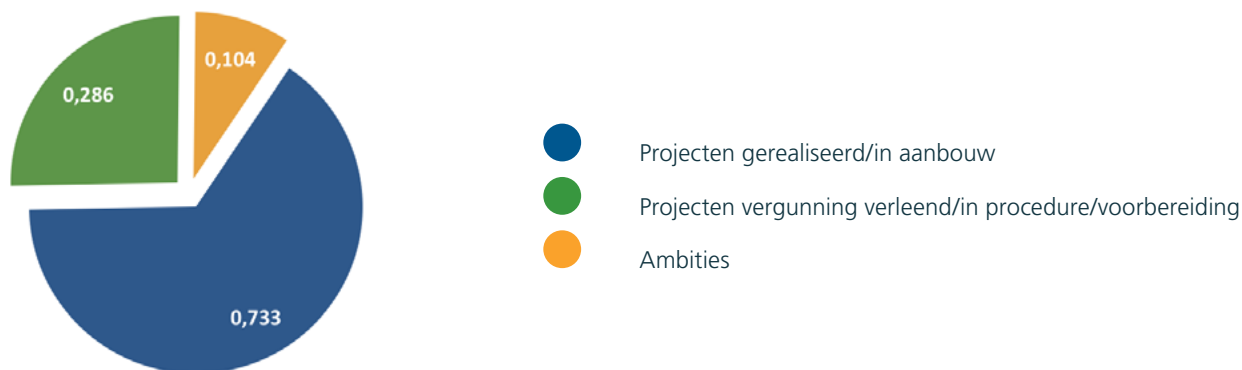 0,104
0,286
0,733
Projecten gerealiseerd/in aanbouw
Projecten vergunning verleend/in procedure/voorbereiding
Ambities